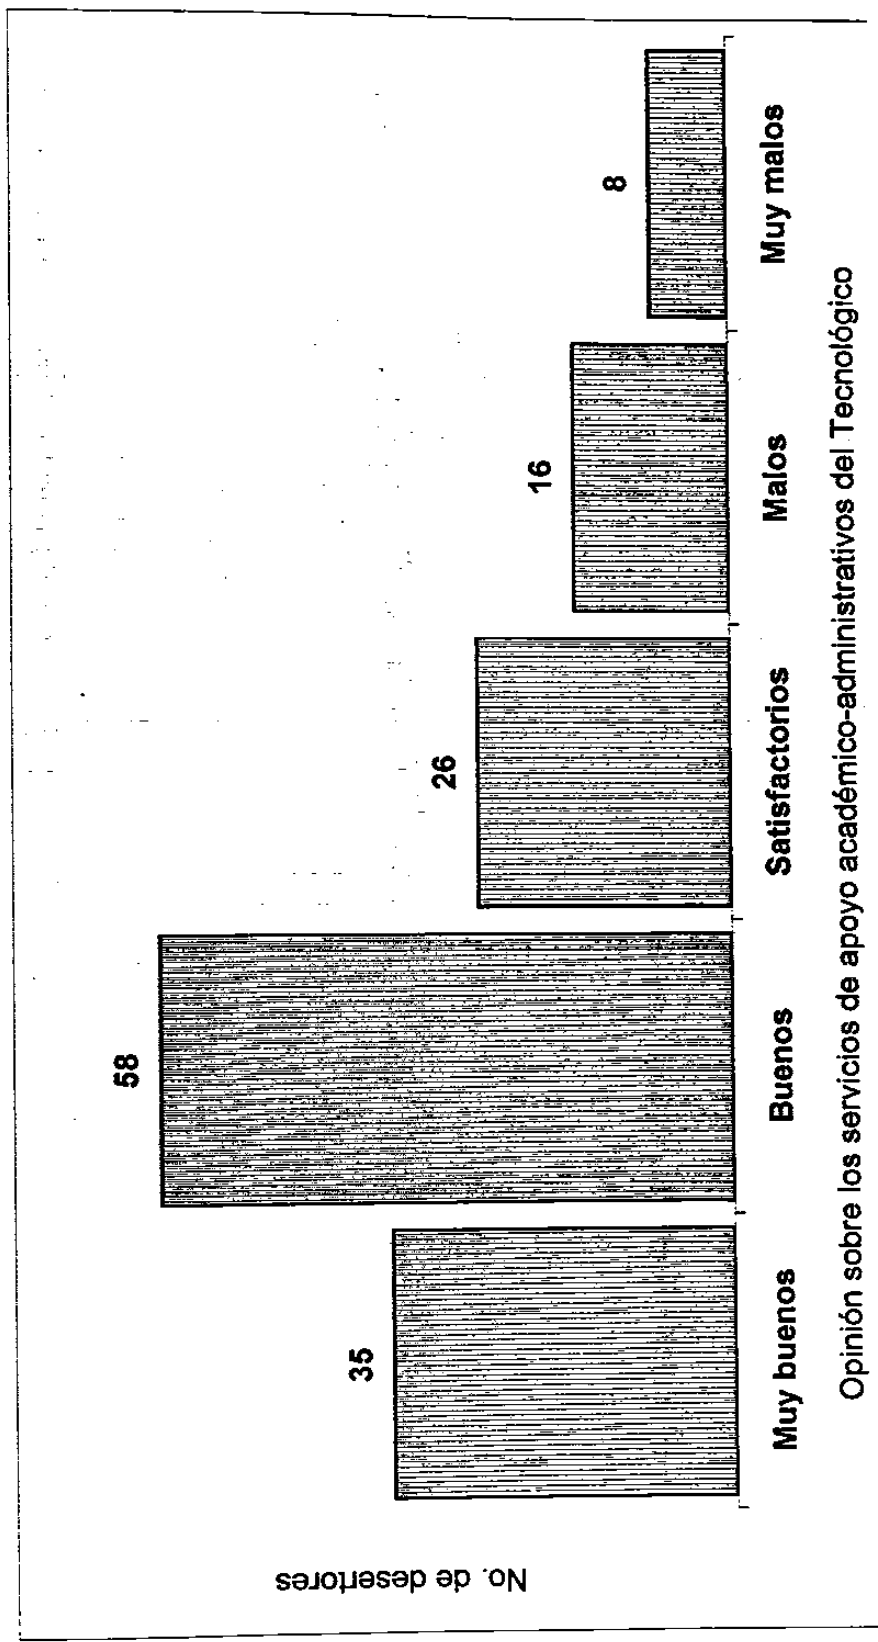 No. de desertores
35
58
26
16
8
Muy buenos
Buenos
Satisfactorios
Malos
Muy malos
Opinión sobre los servicios de apoyo académico-administrativos del Tecnológico